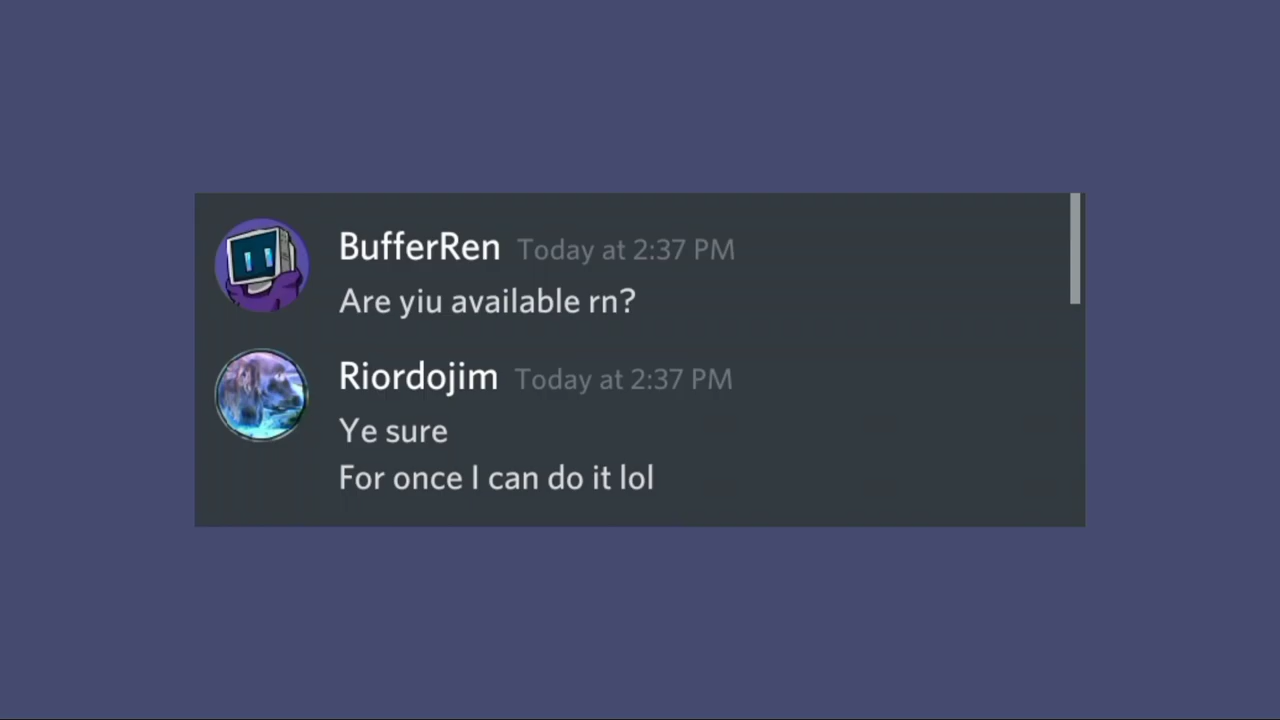 BufferRen Today at 2:37 PM
Are yiu available rn?
Riordojim Today at 2:37 PM
Ye sure
For once I can do it lol